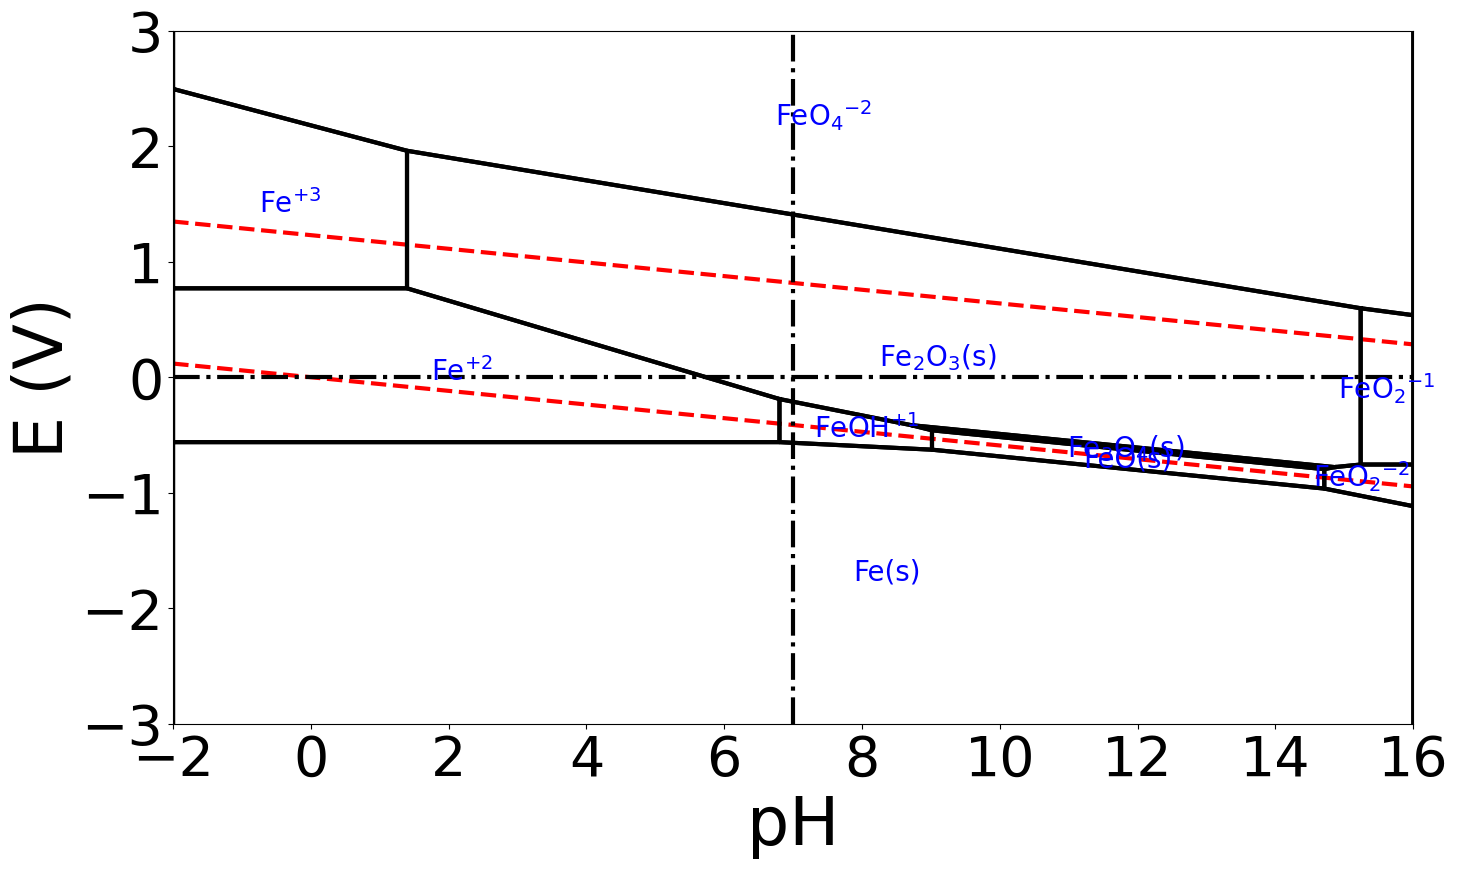 E (V)
3
2
1
0
−1
−2
−3
FeO₄⁻²
Fe⁺³
Fe⁺²
Fe₂O₃(s)
FeO₂⁻¹
FeOH⁺¹
Fe₃O₄(s)
FeO(s)
FeO₂⁻²
Fe(s)
−2 0 2 4 6 8 10 12 14 16
pH